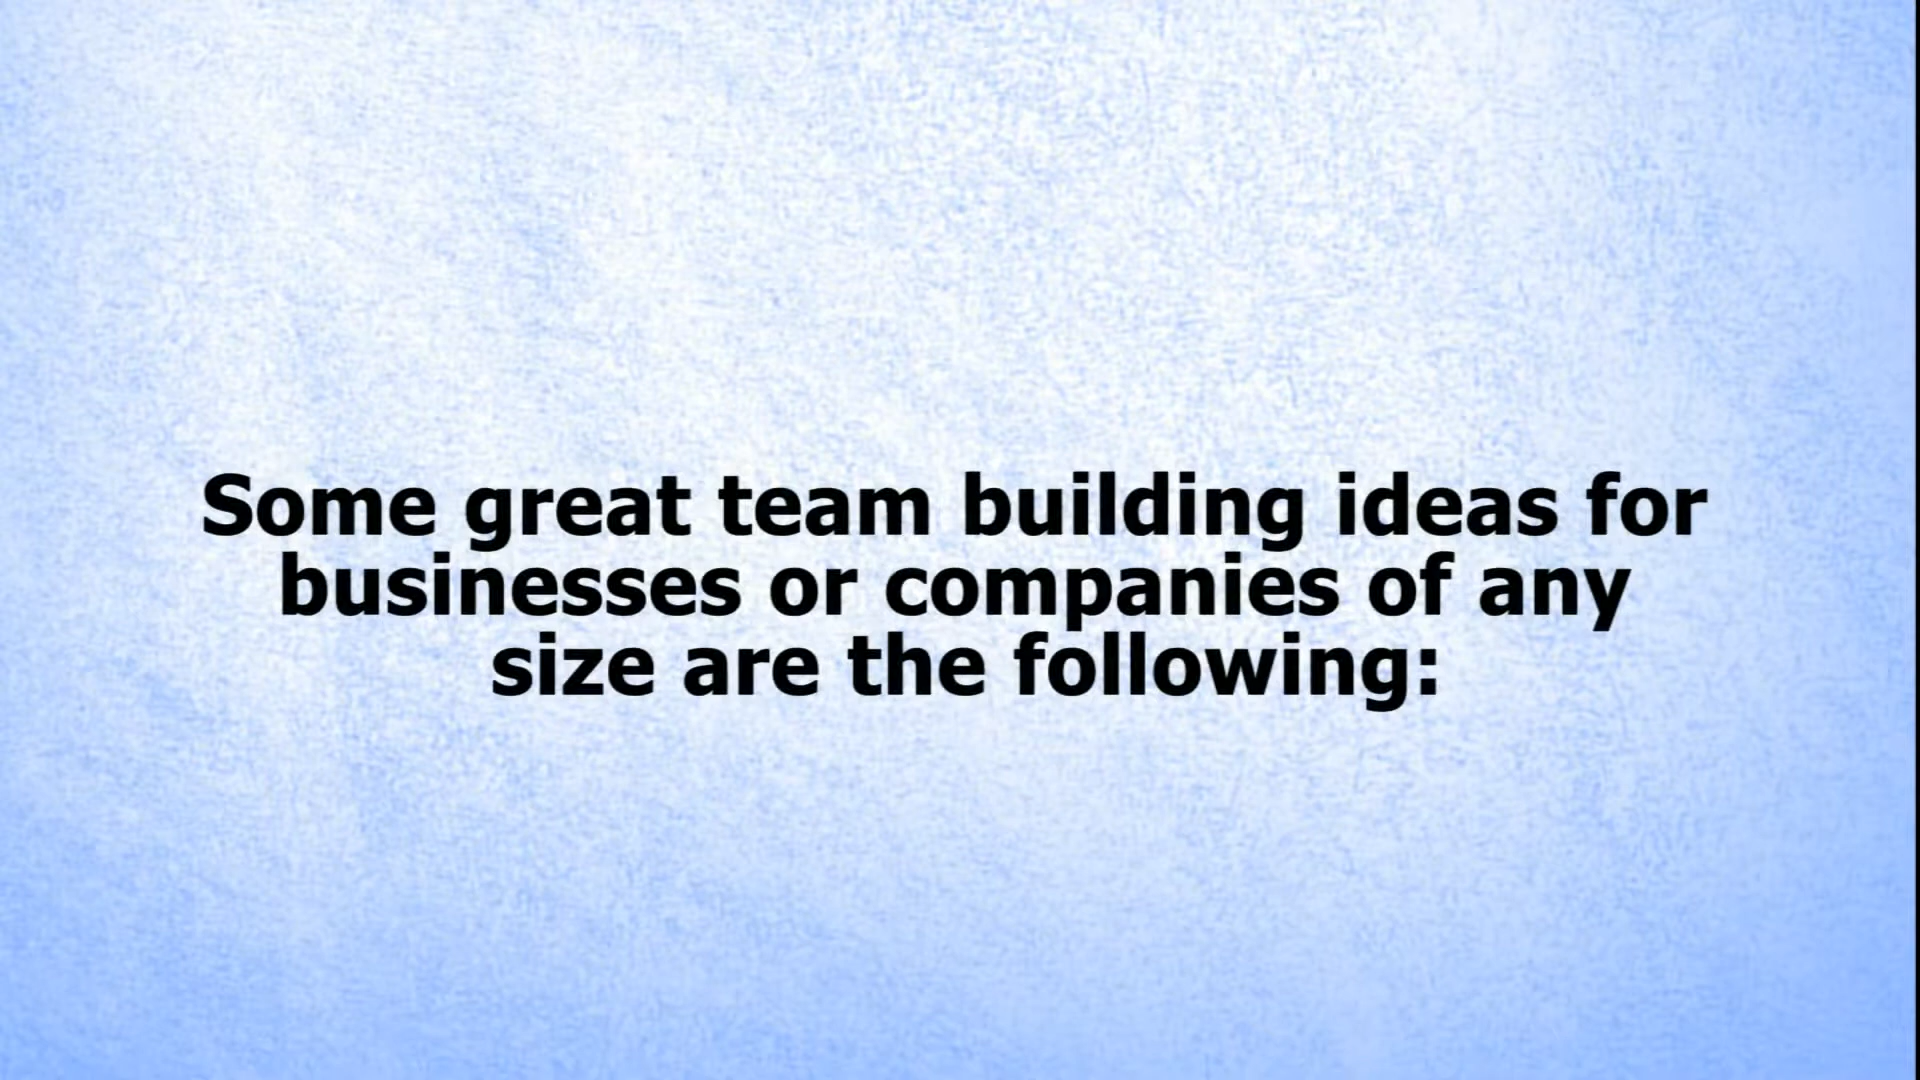 Some great team building ideas for
businesses or companies of any
size are the following: